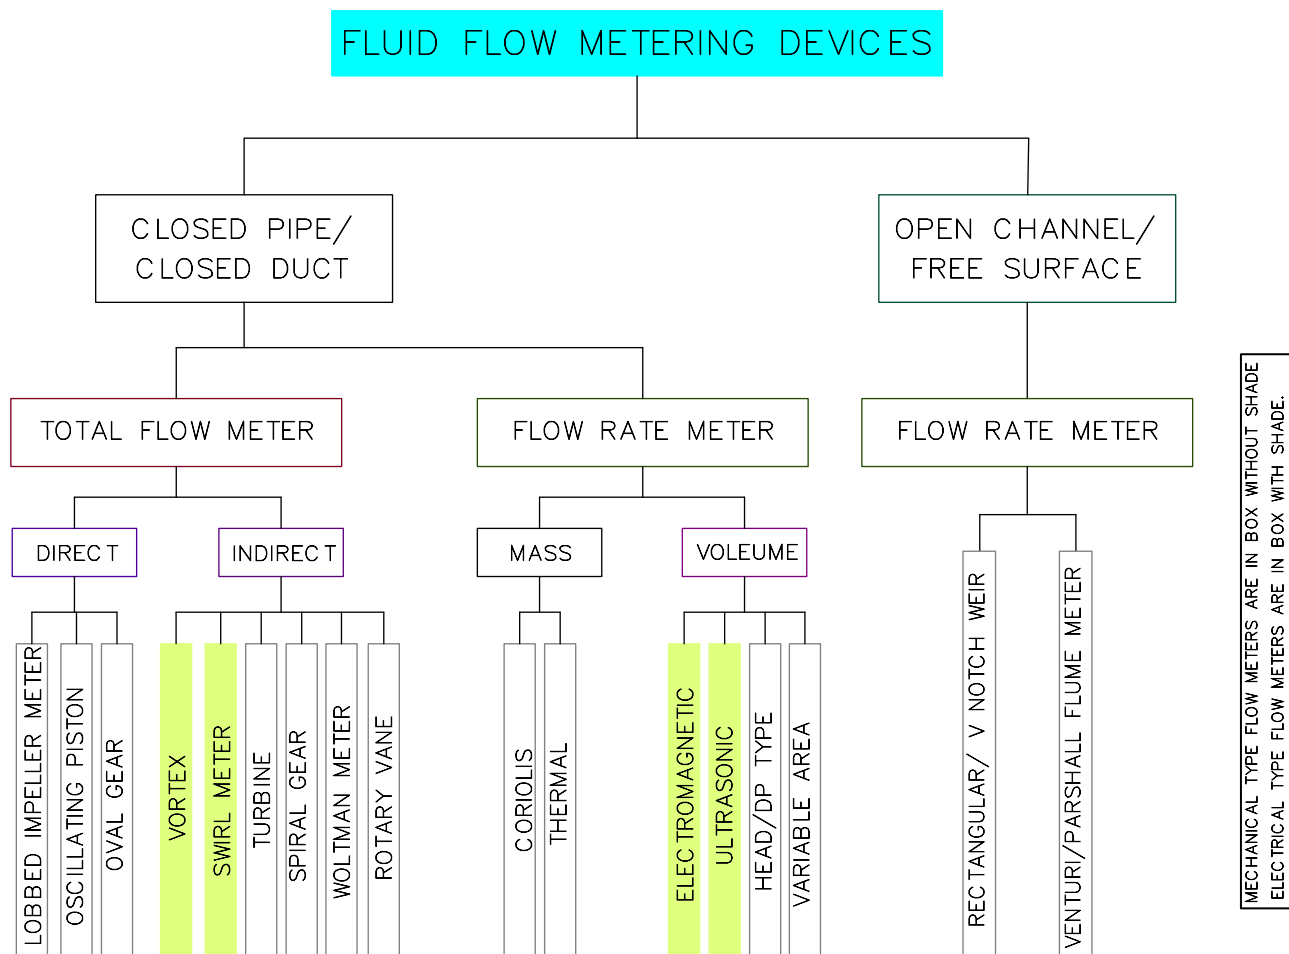 FLUID FLOW METERING DEVICES
CLOSED PIPE/
CLOSED DUCT
OPEN CHANNEL/
FREE SURFACE
TOTAL FLOW METER
FLOW RATE METER
FLOW RATE METER
DIRECT
INDIRECT
MASS
VOLEUME
LOBBED IMPELLER METER
OSCILLATING PISTON
OVAL GEAR
VORTEX
SWIRL METER
TURBINE
SPIRAL GEAR
WOLTMAN METER
ROTARY VANE
CORIOLIS
THERMAL
ELECTROMAGNETIC
ULTRASONIC
HEAD/DP TYPE
VARIABLE AREA
RECTANGULAR/ V NOTCH WEIR
VENTURI/PARSHALL FLUME METER
MECHANICAL TYPE FLOW METERS ARE IN BOX WITHOUT SHADE
ELECTRICAL TYPE FLOW METERS ARE IN BOX WITH SHADE.